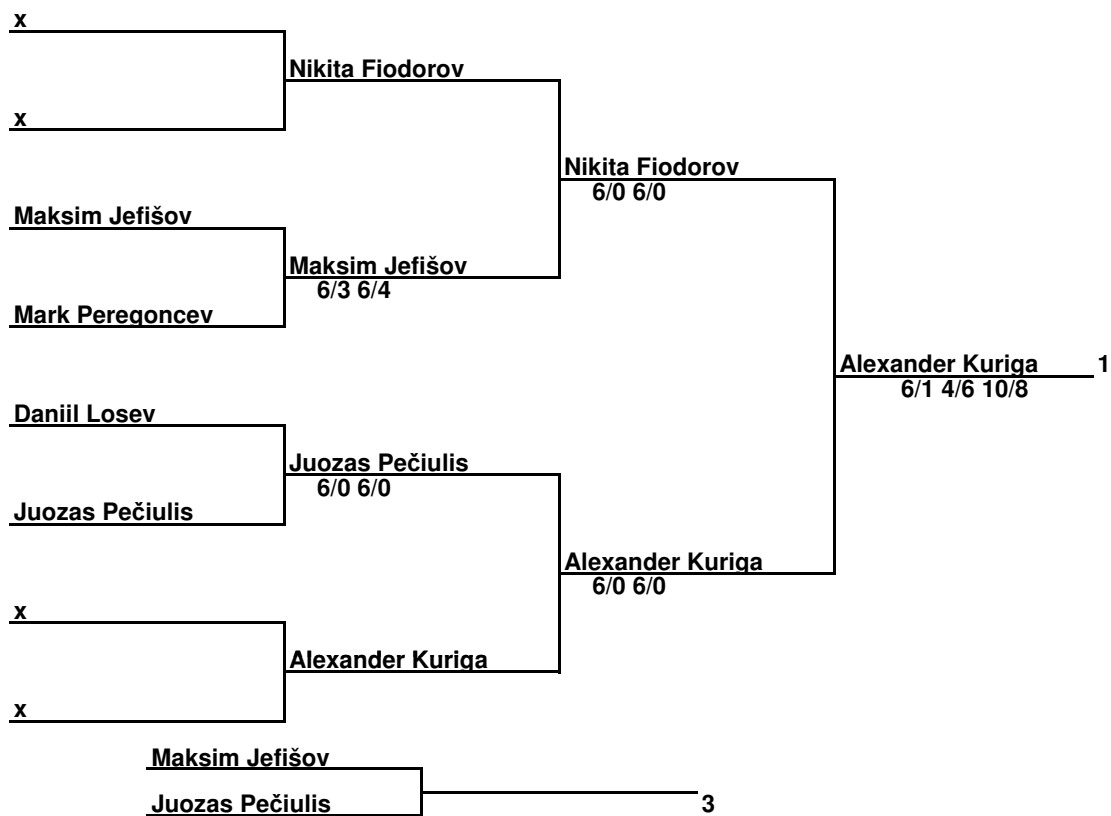 x
Nikita Fiodorov
x
Nikita Fiodorov
6/0 6/0
Maksim Jefišov
Maksim Jefišov
6/3 6/4
Mark Peregoncev
Alexander Kuriga 1
6/1 4/6 10/8
Daniil Losev
Juozas Pečiulis
6/0 6/0
Juozas Pečiulis
Alexander Kuriga
6/0 6/0
x
Alexander Kuriga
x
Maksim Jefišov
Juozas Pečiulis 3